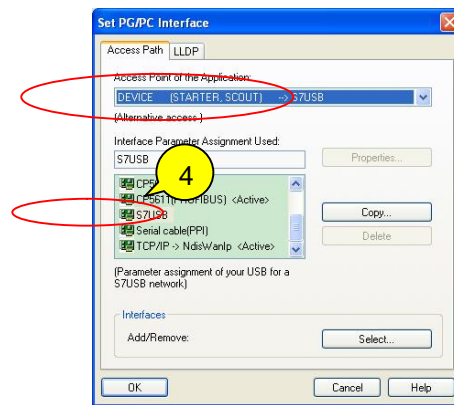 Set PG/PC Interface
Access Path LLDP
Access Point of the Application:
DEVICE (STARTER, SCOUT) --> S7USB
(Alternative access )
Interface Parameter Assignment Used:
S7USB Properties...
4
(PROFIBUS) <Active>
S7USB Copy...
Serial cable(PPI) Delete
TCP/IP -> NdisWanIp <Active>
(Parameter assignment of your USB for a
S7USB network)
Interfaces
Add/Remove: Select...
OK Cancel Help